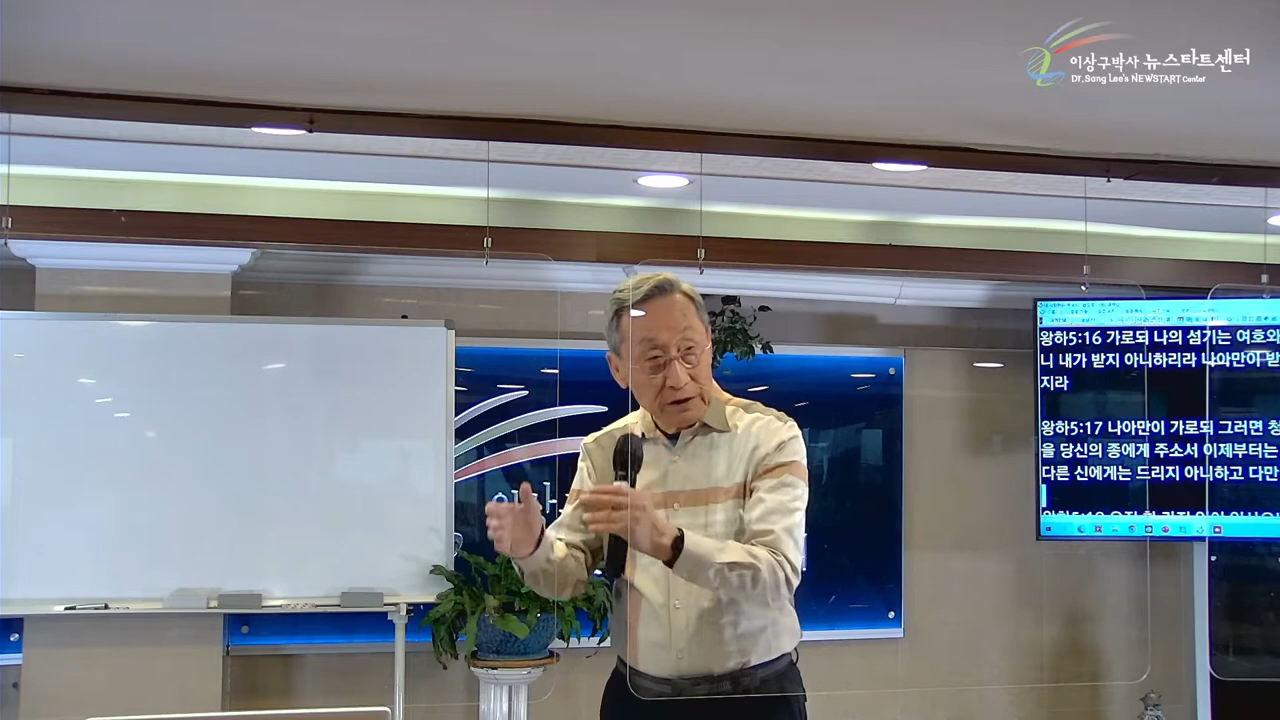 이상구박사 뉴스타트센터
Dr. Sang Lee's NEWSTART Center
왕하5:16 가로되 나의 섬기는 여호와
니 내가 받지 아니하리라 나아만이 받
지라
왕하5:17 나아만이 가로되 그러면 청
을 당신의 종에게 주소서 이제부터는
다른 신에게는 드리지 아니하고 다만